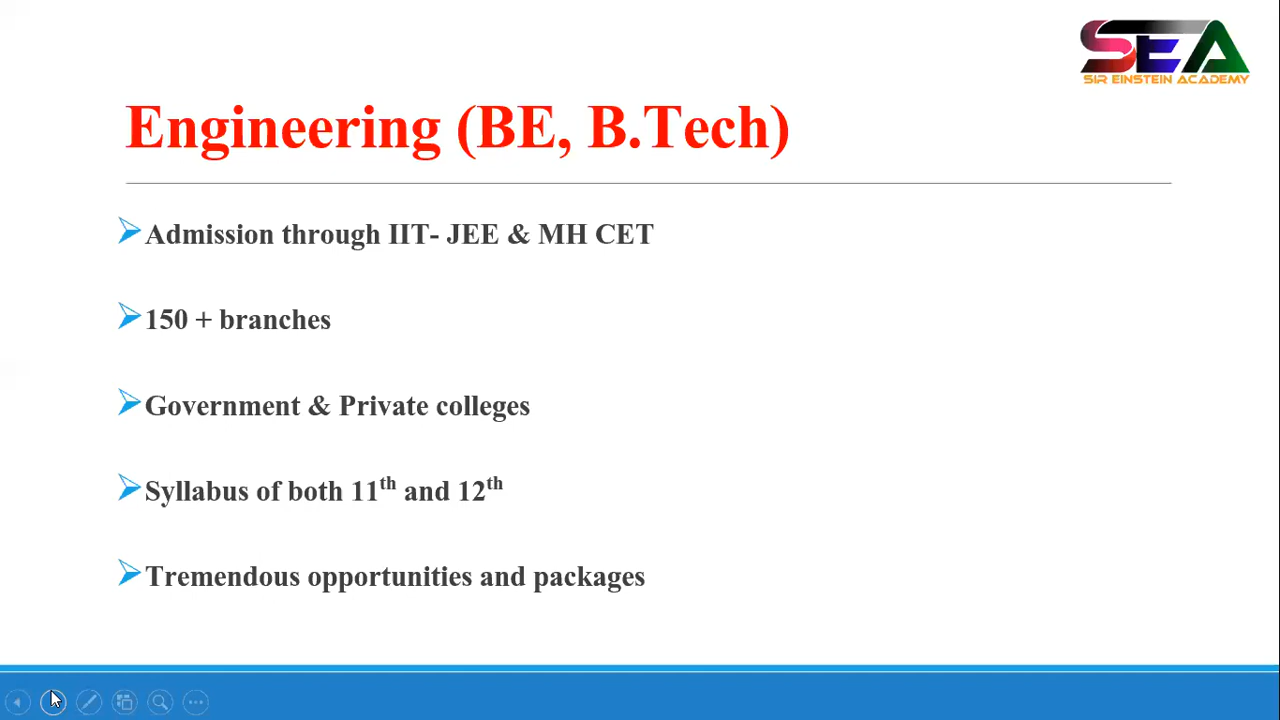 SEA
SIR EINSTEIN ACADEMY
Engineering (BE, B.Tech)
Admission through IIT- JEE & MH CET
150 + branches
Government & Private colleges
Syllabus of both 11th and 12th
Tremendous opportunities and packages